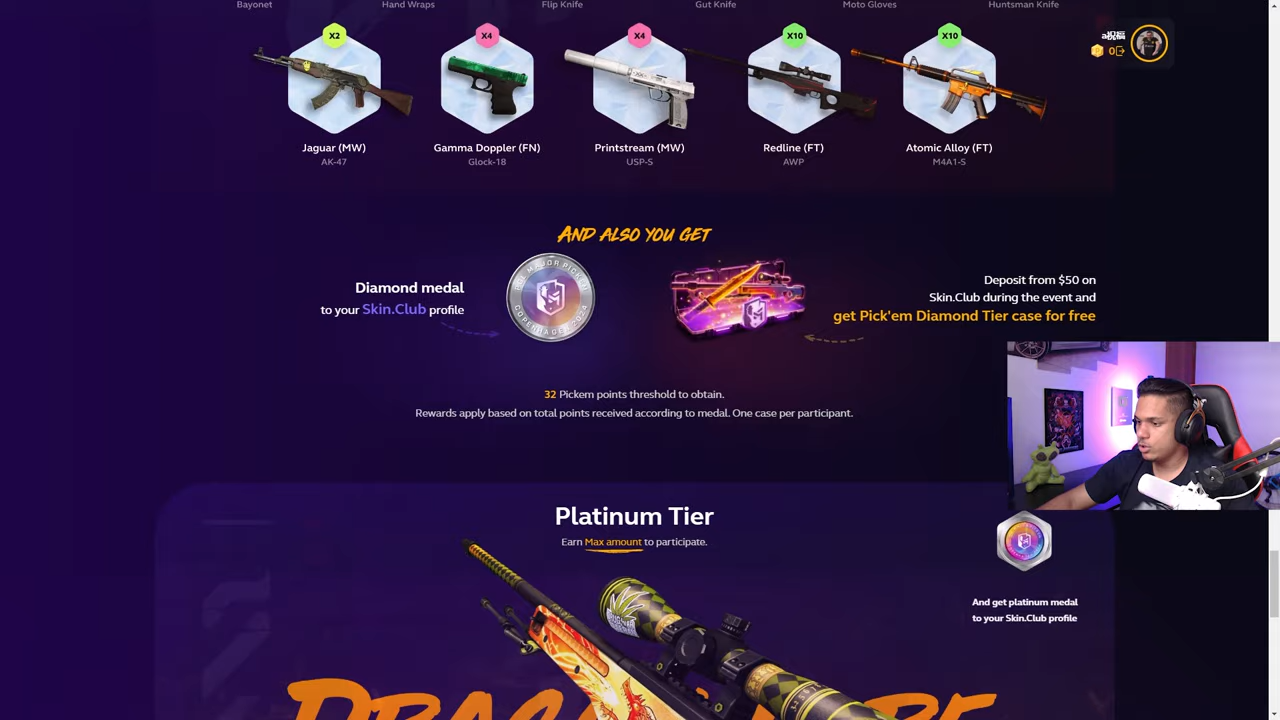 Bayonet
Hand Wraps
Flip Knife
Gut Knife
Moto Gloves
Huntsman Knife
X2
X4
X4
X10
X10
0
Jaguar (MW)
Gamma Doppler (FN)
Printstream (MW)
Redline (FT)
Atomic Alloy (FT)
AK-47
Glock-18
USP-S
AWP
M4A1-S
AND ALSO YOU GET
Diamond medal
to your Skin.Club profile
COPENHAGEN 2024
Deposit from $50 on
Skin.Club during the event and
get Pick'em Diamond Tier case for free
32 Pickem points threshold to obtain.
Rewards apply based on total points received according to medal. One case per participant.
Platinum Tier
Earn Max amount to participate.
And get platinum medal
to your Skin.Club profile